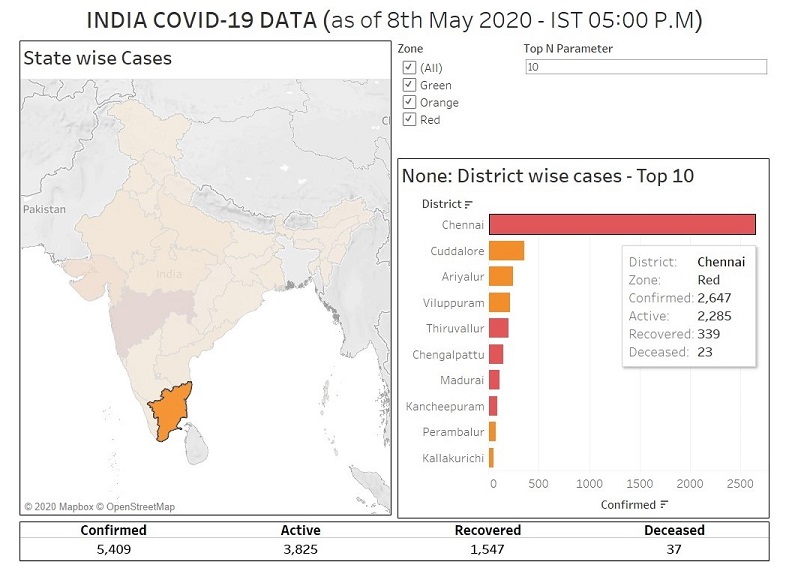 INDIA COVID-19 DATA (as of 8th May 2020 - IST 05:00 P.M)
State wise Cases
Pakistan
India
© 2020 Mapbox © OpenStreetMap
Zone
(All)
Green
Orange
Red
Top N Parameter
10
None: District wise cases - Top 10
District
Chennai
Cuddalore
Ariyalur
Viluppuram
Thiruvallur
Chengalpattu
Madurai
Kancheepuram
Perambalur
Kallakurichi
District: Chennai
Zone: Red
Confirmed: 2,647
Active: 2,285
Recovered: 339
Deceased: 23
0 500 1000 1500 2000 2500
Confirmed
Confirmed Active Recovered Deceased
5,409 3,825 1,547 37